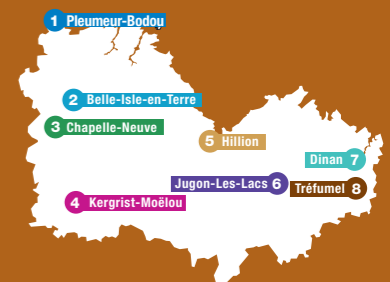 1 Pleumeur-Bodou
2 Belle-Isle-en-Terre
3 Chapelle-Neuve
5 Hillion
Dinan 7
Jugon-Les-Lacs 6
Tréfumel 8
4 Kergrist-Moëlou